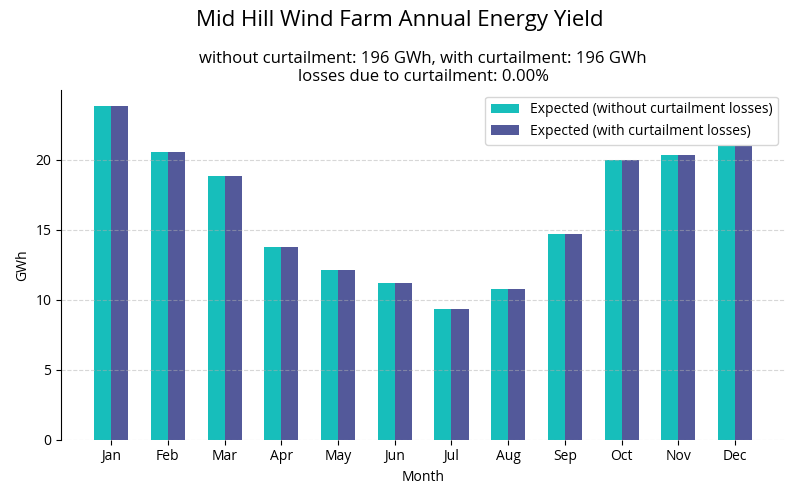 Mid Hill Wind Farm Annual Energy Yield
without curtailment: 196 GWh, with curtailment: 196 GWh
losses due to curtailment: 0.00%
Expected (without curtailment losses)
Expected (with curtailment losses)
20
15
10
5
0
GWh
Jan Feb Mar Apr May Jun Jul Aug Sep Oct Nov Dec
Month